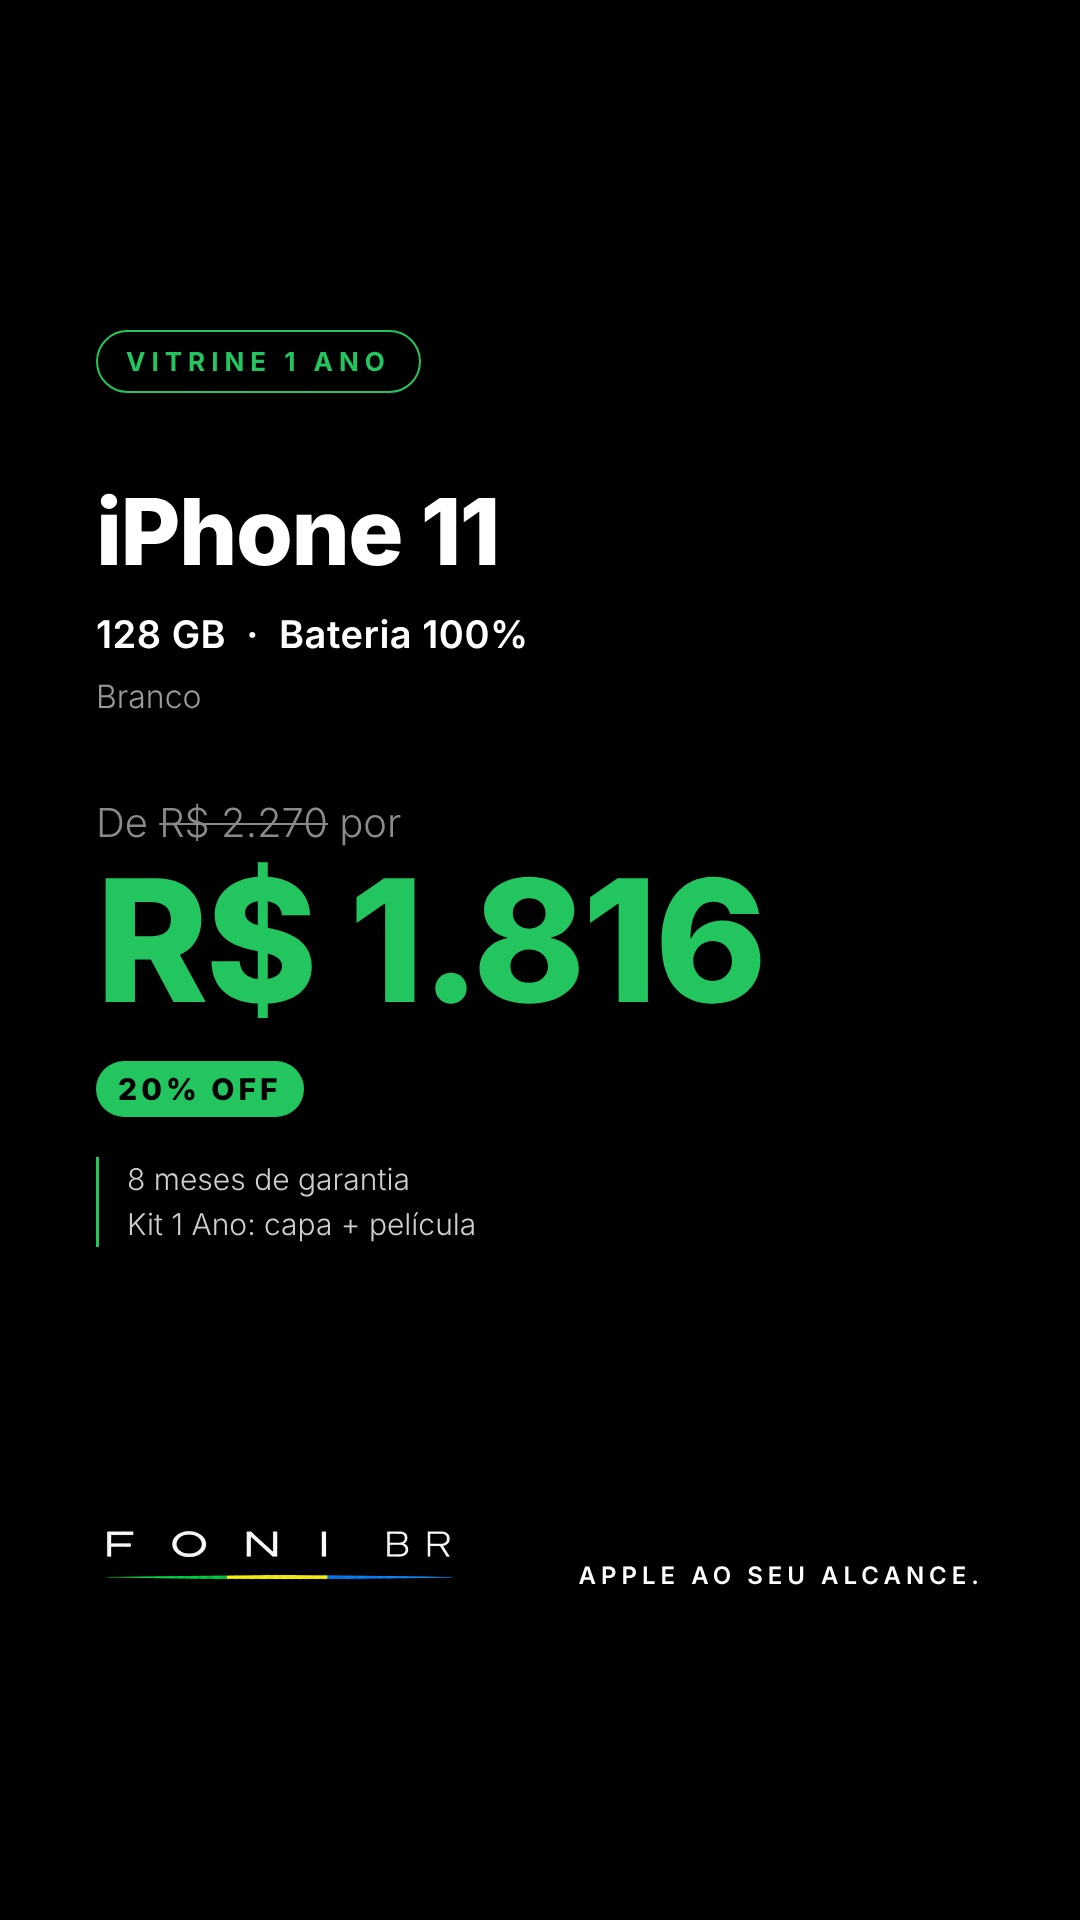 VITRINE 1 ANO
iPhone 11
128 GB · Bateria 100%
Branco
De R$ 2.270 por
R$ 1.816
20% OFF
8 meses de garantia
Kit 1 Ano: capa + película
FONI BR
APPLE AO SEU ALCANCE.